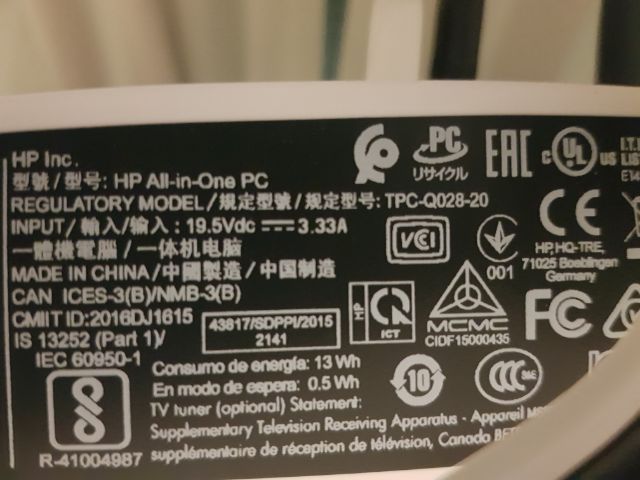 HP Inc.
型號/型号: HP All-in-One PC
REGULATORY MODEL/規定型號/规定型号: TPC-Q028-20
INPUT/輸入/输入: 19.5Vdc ⎓ 3.33A
一體機電腦 / 一体机电脑
MADE IN CHINA/中國製造/中国制造
CAN ICES-3(B)/NMB-3(B)
CMIIT ID:2016DJ1615
IS 13252 (Part 1)/
IEC 60950-1
R-41004987
43817/SDPPI/2015
2141
Consumo de energía: 13 Wh
En modo de espera: 0.5 Wh
TV tuner (optional) Statement:
Supplementary Television Receiving Apparatus - Appareil
supplémentaire de réception de télévision, Canada
PC
リサイクル
EAC
C UL US
LIS
E14
VCI
001
CE
HP, HQ-TRE,
71025 Boeblingen
Germany
ICT
MCMC
CIDF15000435
FC
10
CCC